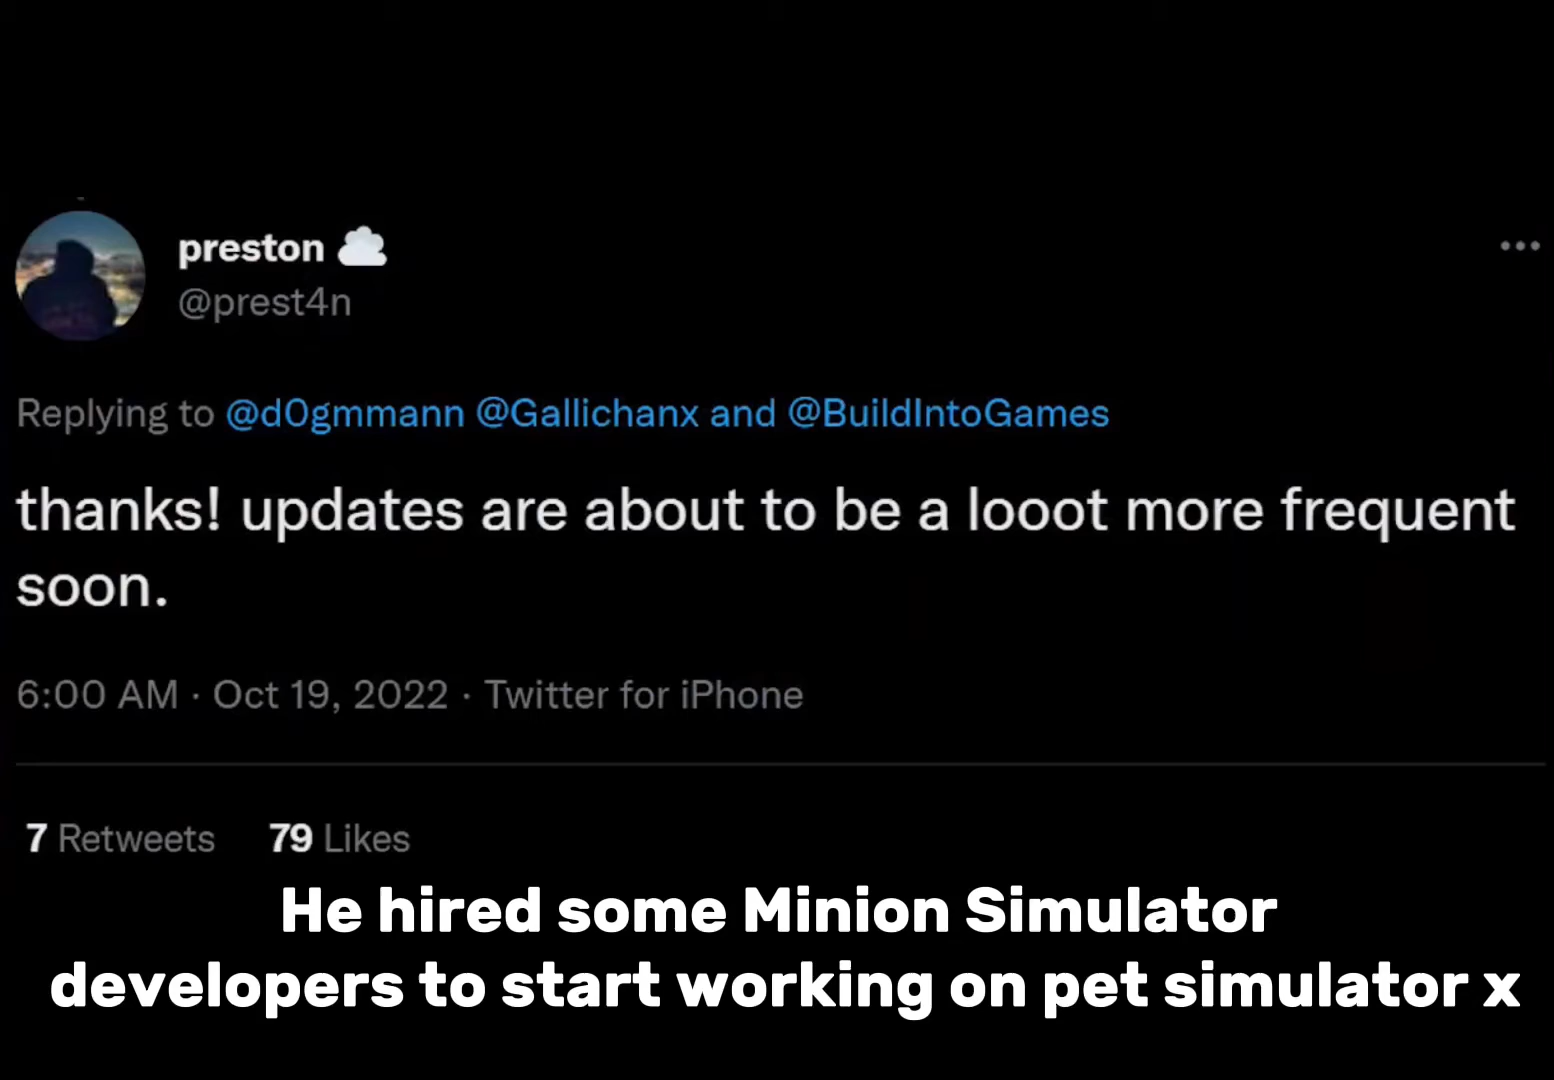 preston
@prest4n
Replying to @d0gmmann @Gallichanx and @BuildIntoGames
thanks! updates are about to be a looot more frequent
soon.
6:00 AM · Oct 19, 2022 · Twitter for iPhone
7 Retweets 79 Likes
He hired some Minion Simulator
developers to start working on pet simulator x